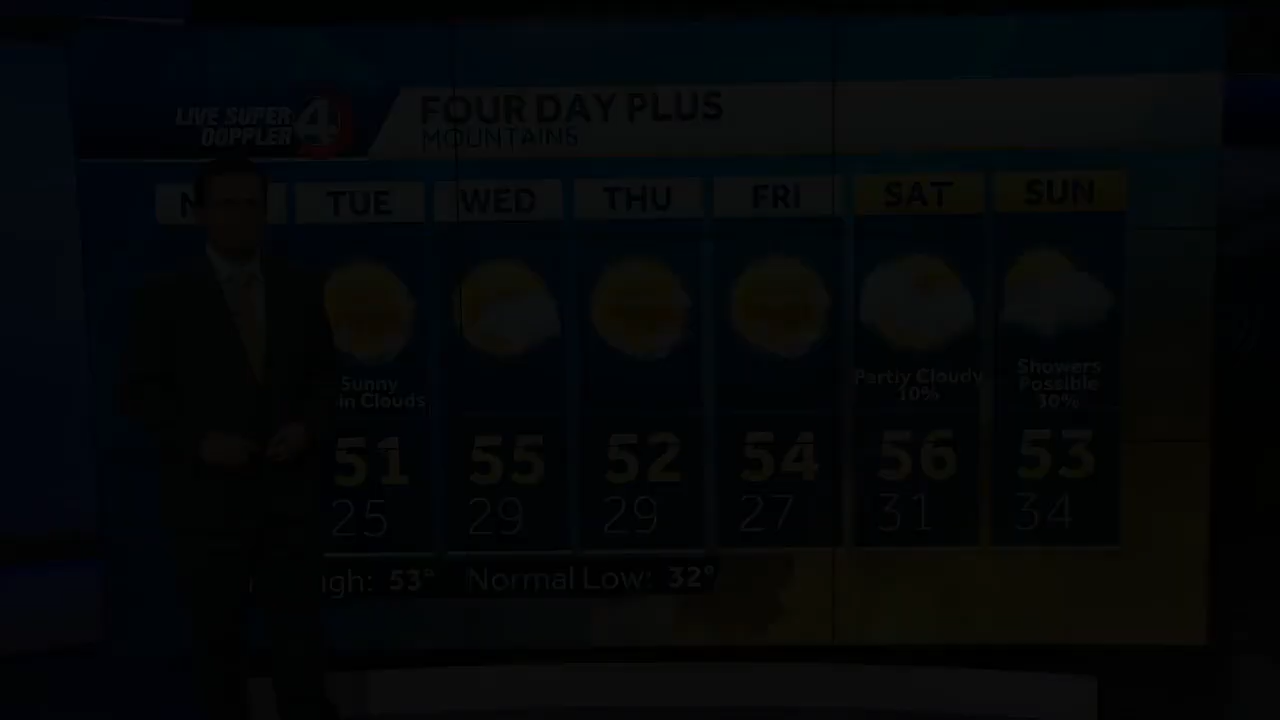 LIVE SUPER
DOPPLER 4
FOUR DAY PLUS
MOUNTAINS
TUE WED THU FRI SAT SUN
Sunny
in Clouds
Partly Cloudy
10%
Showers
Possible
30%
51 55 52 54 56 53
25 29 29 27 31 34
igh: 53° Normal Low: 32°